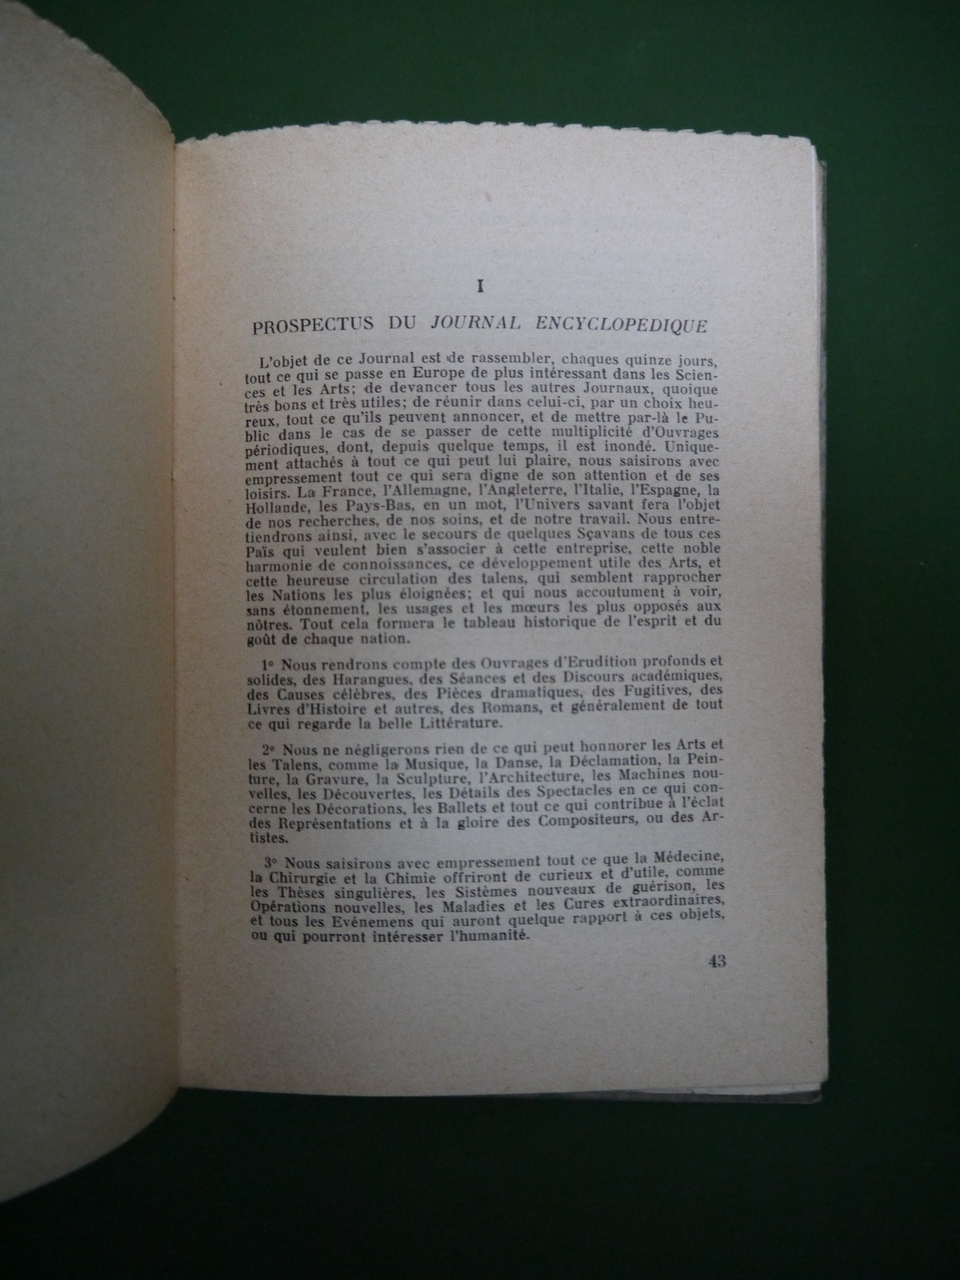 I
PROSPECTUS DU JOURNAL ENCYCLOPEDIQUE
L'objet de ce Journal est de rassembler, chaques quinze jours,
tout ce qui se passe en Europe de plus intéressant dans les Scien-
ces et les Arts; de devancer tous les autres Journaux, quoique
très bons et très utiles; de réunir dans celui-ci, par un choix heu-
reux, tout ce qu'ils peuvent annoncer, et de mettre par-là le Pu-
blic dans le cas de se passer de cette multiplicité d'Ouvrages
périodiques, dont, depuis quelque temps, il est inondé. Unique-
ment attachés à tout ce qui peut lui plaire, nous saisirons avec
empressement tout ce qui sera digne de son attention et de ses
loisirs. La France, l'Allemagne, l'Angleterre, l'Italie, l'Espagne, la
Hollande, les Pays-Bas, en un mot, l'Univers savant fera l'objet
de nos recherches, de nos soins, et de notre travail. Nous entre-
tiendrons ainsi, avec le secours de quelques Sçavans de tous ces
Païs qui veulent bien s'associer à cette entreprise, cette noble
harmonie de connoissances, ce développement utile des Arts, et
cette heureuse circulation des talens, qui semblent rapprocher
les Nations les plus éloignées; et qui nous accoutument à voir,
sans étonnement, les usages et les mœurs les plus opposés aux
nôtres. Tout cela formera le tableau historique de l'esprit et du
goût de chaque nation.
1° Nous rendrons compte des Ouvrages d'Erudition profonds et
solides, des Harangues, des Séances et des Discours académiques,
des Causes célèbres, des Pièces dramatiques, des Fugitives, des
Livres d'Histoire et autres, des Romans, et généralement de tout
ce qui regarde la belle Littérature.
2° Nous ne négligerons rien de ce qui peut honnorer les Arts et
les Talens, comme la Musique, la Danse, la Déclamation, la Pein-
ture, la Gravure, la Sculpture, l'Architecture, les Machines nou-
velles, les Découvertes, les Détails des Spectacles en ce qui con-
cerne les Décorations, les Ballets et tout ce qui contribue à l'éclat
des Représentations et à la gloire des Compositeurs, ou des Ar-
tistes.
3° Nous saisirons avec empressement tout ce que la Médecine,
la Chirurgie et la Chimie offriront de curieux et d'utile, comme
les Thèses singulières, les Sistèmes nouveaux de guérison, les
Opérations nouvelles, les Maladies et les Cures extraordinaires,
et tous les Evénemens qui auront quelque rapport à ces objets,
ou qui pourront intéresser l'humanité.
43